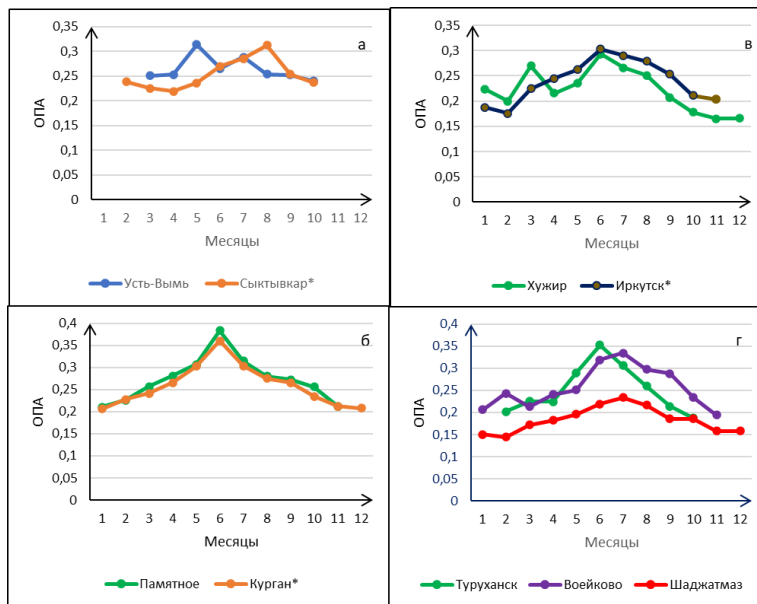 а
0,35
0,3
0,25
0,2
0,15
0,1
0,05
0
ОПА
1 2 3 4 5 6 7 8 9 10 11 12
Месяцы
Усть-Вымь Сыктывкар*
в
0,35
0,3
0,25
0,2
0,15
0,1
0,05
0
ОПА
1 2 3 4 5 6 7 8 9 10 11 12
Месяцы
Хужир Иркутск*
б
0,4
0,35
0,3
0,25
0,2
0,15
0,1
0,05
0
ОПА
1 2 3 4 5 6 7 8 9 10 11 12
Месяцы
Памятное Курган*
г
0,4
0,35
0,3
0,25
0,2
0,15
0,1
0,05
0
ОПА
1 2 3 4 5 6 7 8 9 10 11 12
Месяцы
Туруханск Воейково Шаджатмаз